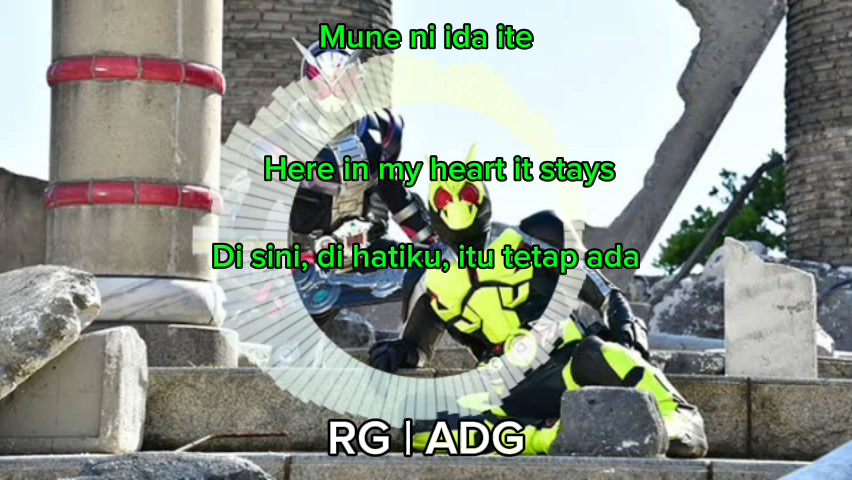 Mune ni ida ite
Here in my heart it stays
Di sini, di hatiku, itu tetap ada
RG | ADG